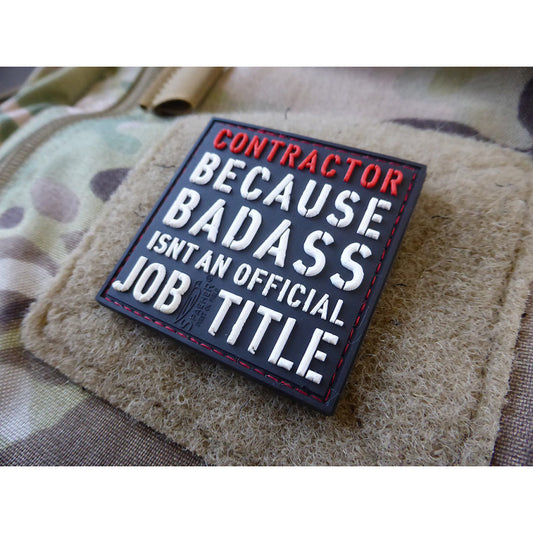 CONTRACTOR
BECAUSE
BADASS
ISNT AN OFFICIAL
JOB TITLE